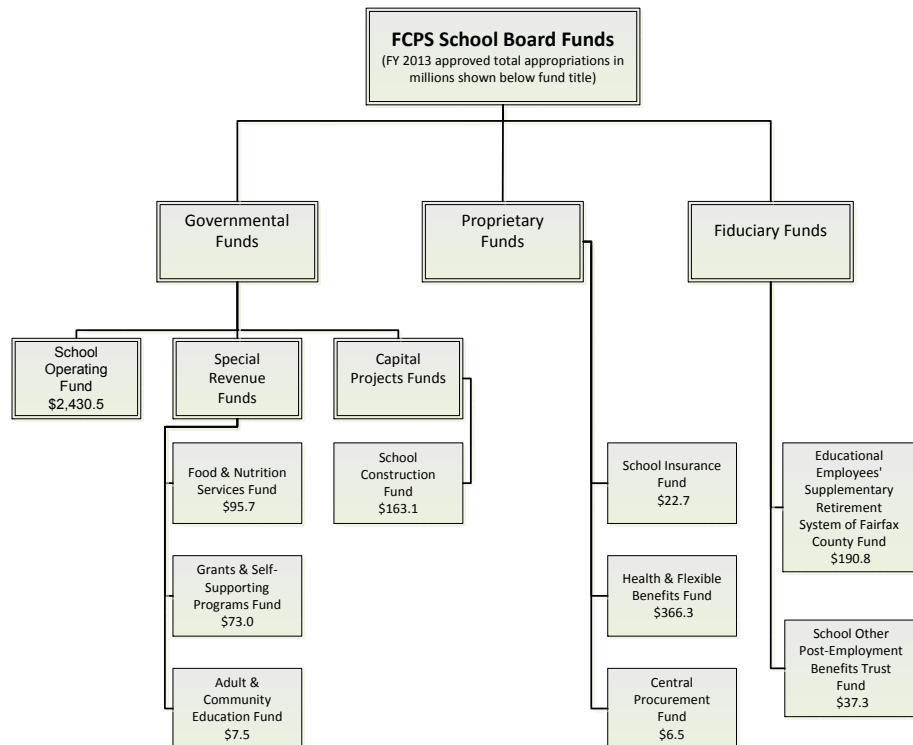 FCPS School Board Funds
(FY 2013 approved total appropriations in
millions shown below fund title)
Governmental
Funds
Proprietary
Funds
Fiduciary Funds
School
Operating
Fund
$2,430.5
Special
Revenue
Funds
Capital
Projects Funds
Food & Nutrition
Services Fund
$95.7
School
Construction
Fund
$163.1
School Insurance
Fund
$22.7
Educational
Employees'
Supplementary
Retirement
System of Fairfax
County Fund
$190.8
Grants & Self-
Supporting
Programs Fund
$73.0
Health & Flexible
Benefits Fund
$366.3
School Other
Post-Employment
Benefits Trust
Fund
$37.3
Adult &
Community
Education Fund
$7.5
Central
Procurement
Fund
$6.5